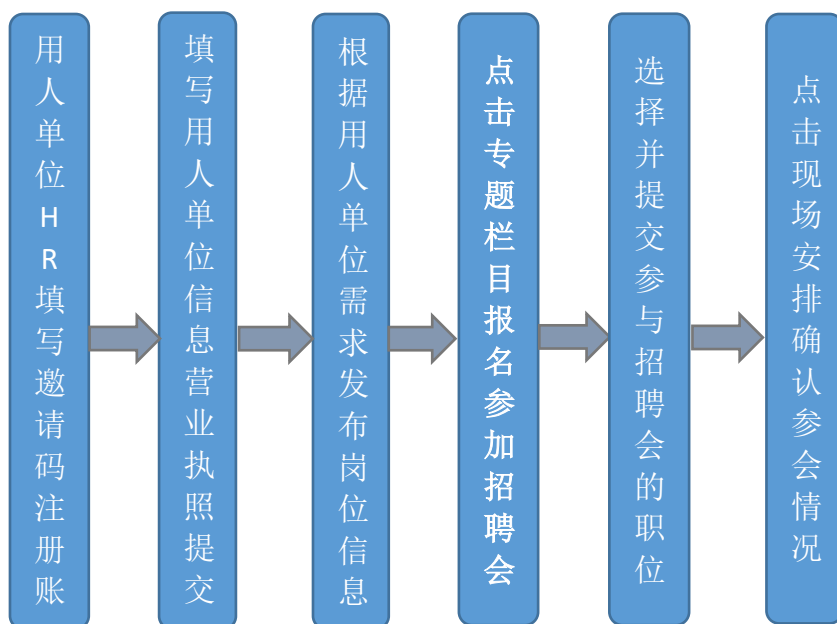 用人单位HR填写邀请码注册账
填写用人单位信息营业执照提交
根据用人单位需求发布岗位信息
点击专题栏目报名参加招聘会
选择并提交参与招聘会的职位
点击现场安排确认参会情况